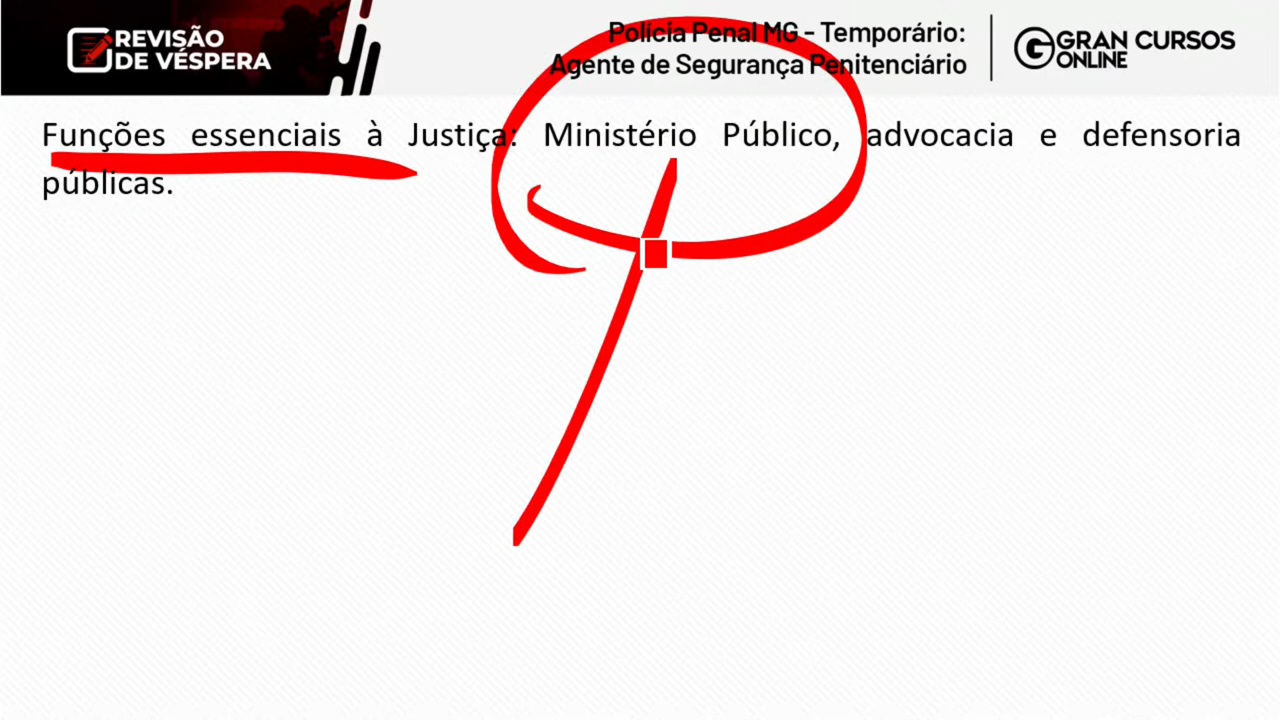 REVISÃO
DE VÉSPERA
Polícia Penal MG - Temporário:
Agente de Segurança Penitenciário
GRAN CURSOS
ONLINE
Funções essenciais à Justiça: Ministério Público, advocacia e defensoria
públicas.